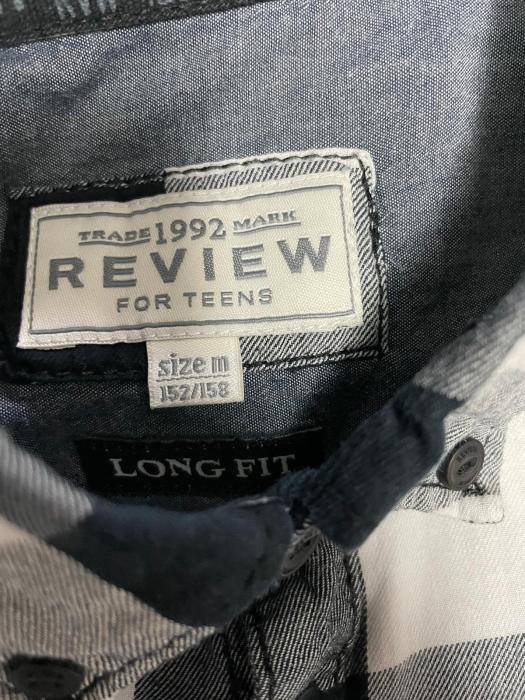 TRADE 1992 MARK
REVIEW
FOR TEENS
size m
152/158
LONG FIT